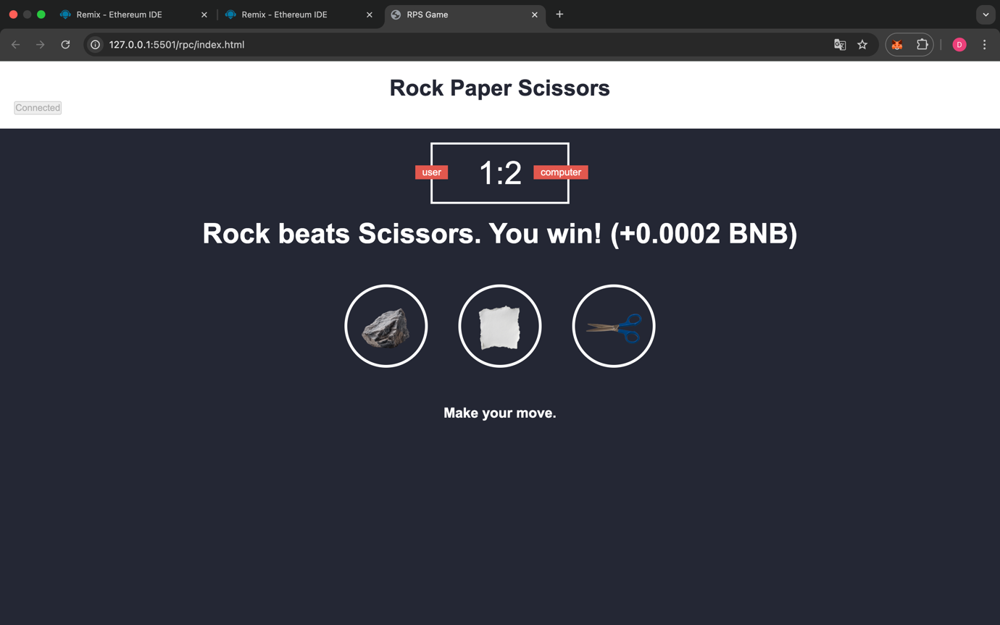 Remix - Ethereum IDE
Remix - Ethereum IDE
RPS Game
127.0.0.1:5501/rpc/index.html
D
Rock Paper Scissors
Connected
user
1:2
computer
Rock beats Scissors. You win! (+0.0002 BNB)
Make your move.